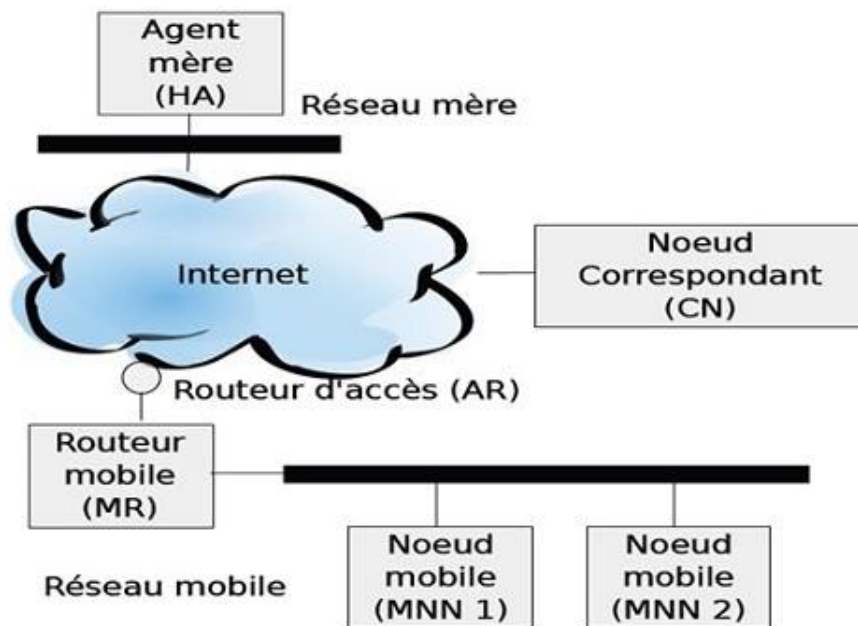 Agent
mère
(HA)
Réseau mère
Internet
Noeud
Correspondant
(CN)
Routeur d'accès (AR)
Routeur
mobile
(MR)
Noeud
mobile
(MNN 1)
Noeud
mobile
(MNN 2)
Réseau mobile